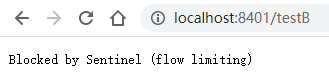 localhost:8401/testB
Blocked by Sentinel (flow limiting)